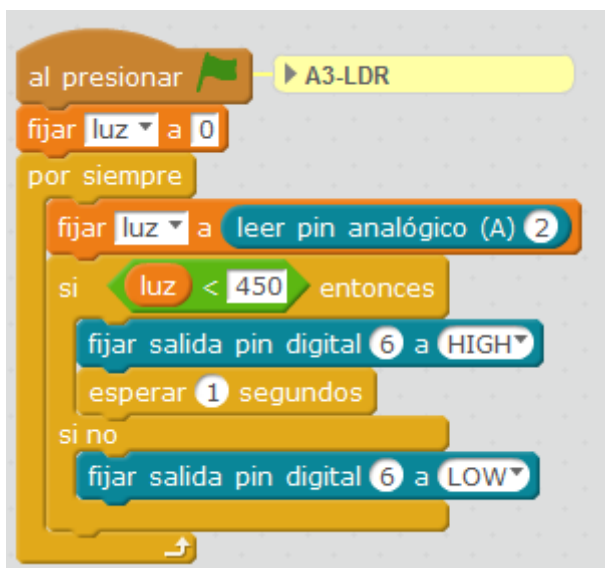 al presionar A3-LDR
fijar luz a 0
por siempre
fijar luz a leer pin analógico (A) 2
si luz < 450 entonces
fijar salida pin digital 6 a HIGH
esperar 1 segundos
si no
fijar salida pin digital 6 a LOW